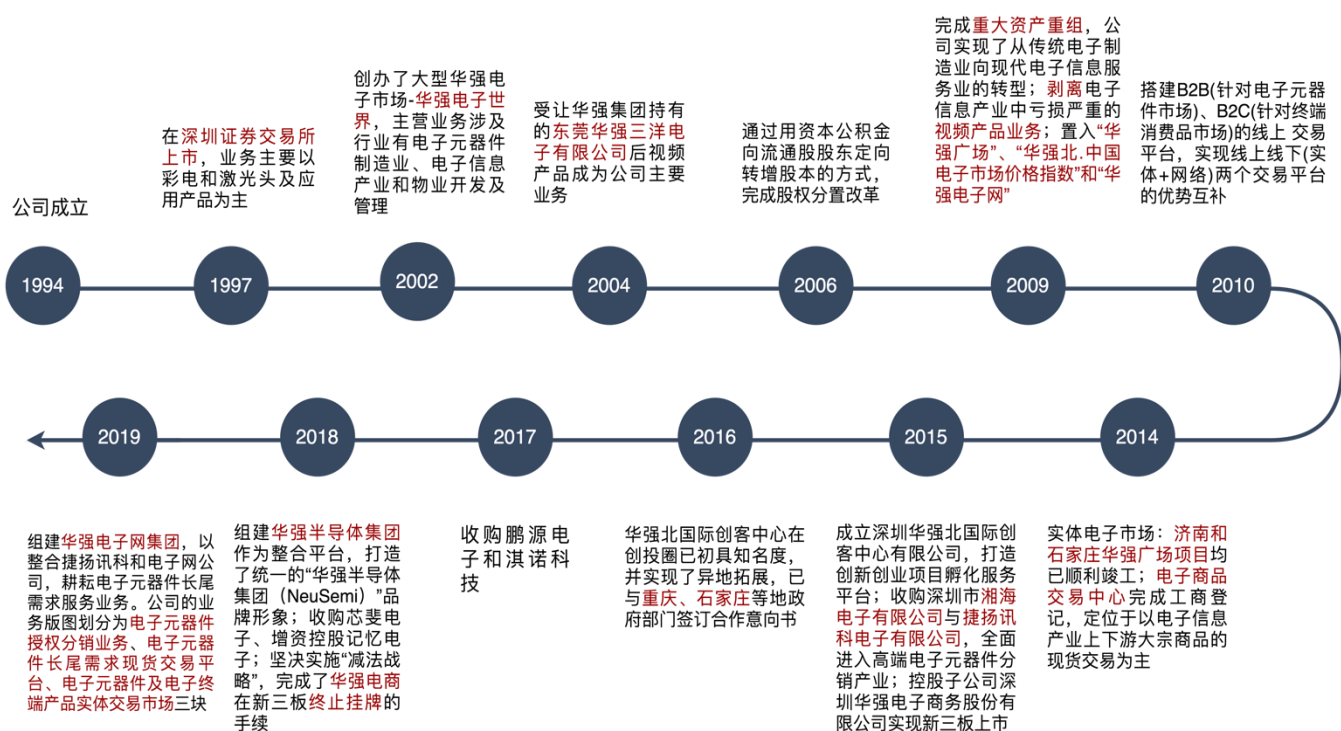 公司成立
1994
在深圳证券交易所
上市，业务主要以
彩电和激光头及应
用产品为主
1997
创办了大型华强电
子市场-华强电子世
界，主营业务涉及
行业有电子元器件
制造业、电子信息
产业和物业开发及
管理
2002
受让华强集团持有
的东莞华强三洋电
子有限公司后视频
产品成为公司主要
业务
2004
通过用资本公积金
向流通股股东定向
转增股本的方式，
完成股权分置改革
2006
完成重大资产重组，公
司实现了从传统电子制
造业向现代电子信息服
务业的转型；剥离电子
信息产业中亏损严重的
视频产品业务；置入“华
强广场”、“华强北.中国
电子市场价格指数”和“华
强电子网”
2009
搭建B2B(针对电子元器
件市场)、B2C(针对终端
消费品市场)的线上 交易
平台，实现线上线下(实
体+网络)两个交易平台
的优势互补
2010
2014
实体电子市场：济南和
石家庄华强广场项目均
已顺利竣工；电子商品
交易中心完成工商登
记，定位于以电子信息
产业上下游大宗商品的
现货交易为主
2015
成立深圳华强北国际创
客中心有限公司，打造
创新创业项目孵化服务
平台；收购深圳市湘海
电子有限公司与捷扬讯
科电子有限公司，全面
进入高端电子元器件分
销产业；控股子公司深
圳华强电子商务股份有
限公司实现新三板上市
2016
华强北国际创客中心在
创投圈已初具知名度，
并实现了异地拓展，已
与重庆、石家庄等地政
府部门签订合作意向书
2017
收购鹏源电
子和淇诺科
技
2018
组建华强半导体集团
作为整合平台，打造
了统一的“华强半导体
集团（NeuSemi）”品
牌形象；收购芯斐电
子、增资控股记忆电
子；坚决实施“减法战
略”，完成了华强电商
在新三板终止挂牌的
手续
2019
组建华强电子网集团，以
整合捷扬讯科和电子网公
司，耕耘电子元器件长尾
需求服务业务。公司的业
务版图划分为电子元器件
授权分销业务、电子元器
件长尾需求现货交易平
台、电子元器件及电子终
端产品实体交易市场三块